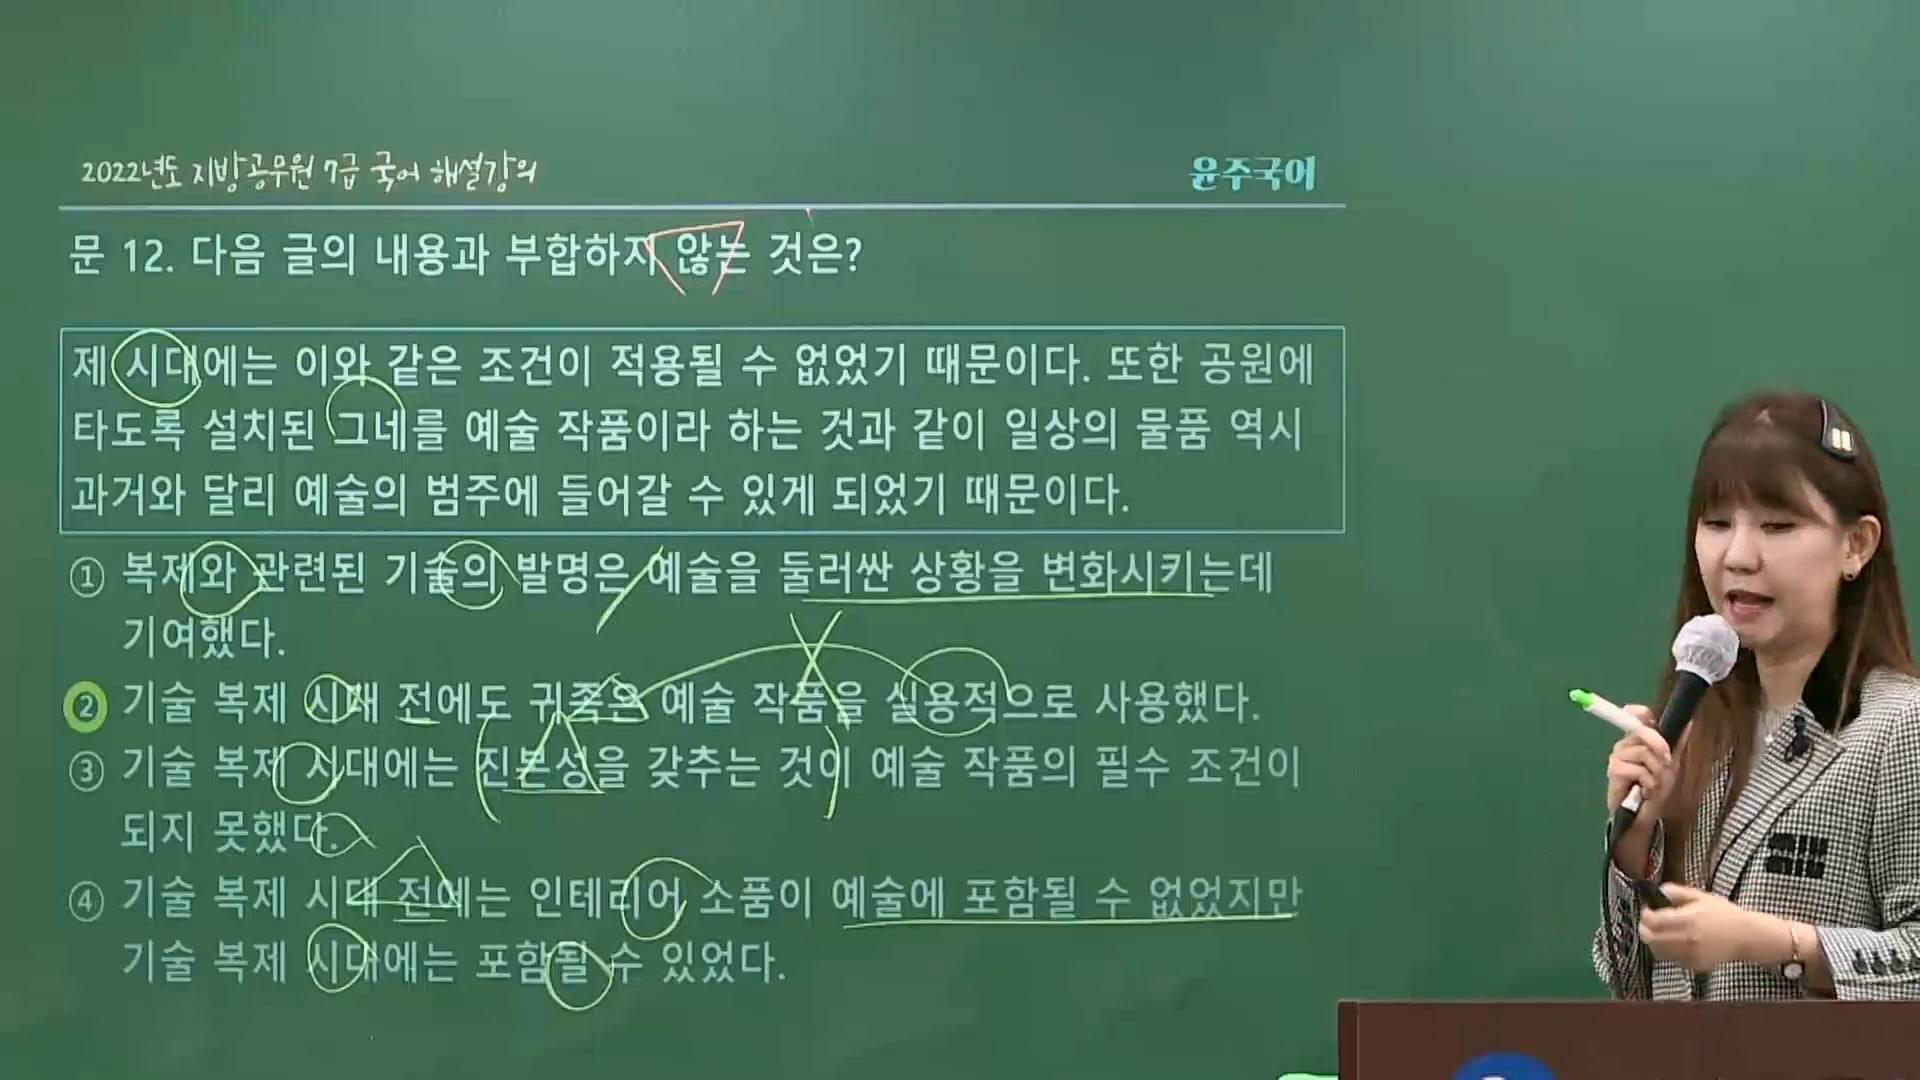 2022년도 지방공무원 7급 국어 해설강의
윤주국어
문 12. 다음 글의 내용과 부합하지 않는 것은?
제 시대에는 이와 같은 조건이 적용될 수 없었기 때문이다. 또한 공원에
타도록 설치된 그네를 예술 작품이라 하는 것과 같이 일상의 물품 역시
과거와 달리 예술의 범주에 들어갈 수 있게 되었기 때문이다.
① 복제와 관련된 기술의 발명은 예술을 둘러싼 상황을 변화시키는데
기여했다.
② 기술 복제 시대 전에도 귀족은 예술 작품을 실용적으로 사용했다.
③ 기술 복제 시대에는 진본성을 갖추는 것이 예술 작품의 필수 조건이
되지 못했다.
④ 기술 복제 시대 전에는 인테리어 소품이 예술에 포함될 수 없었지만
기술 복제 시대에는 포함될 수 있었다.